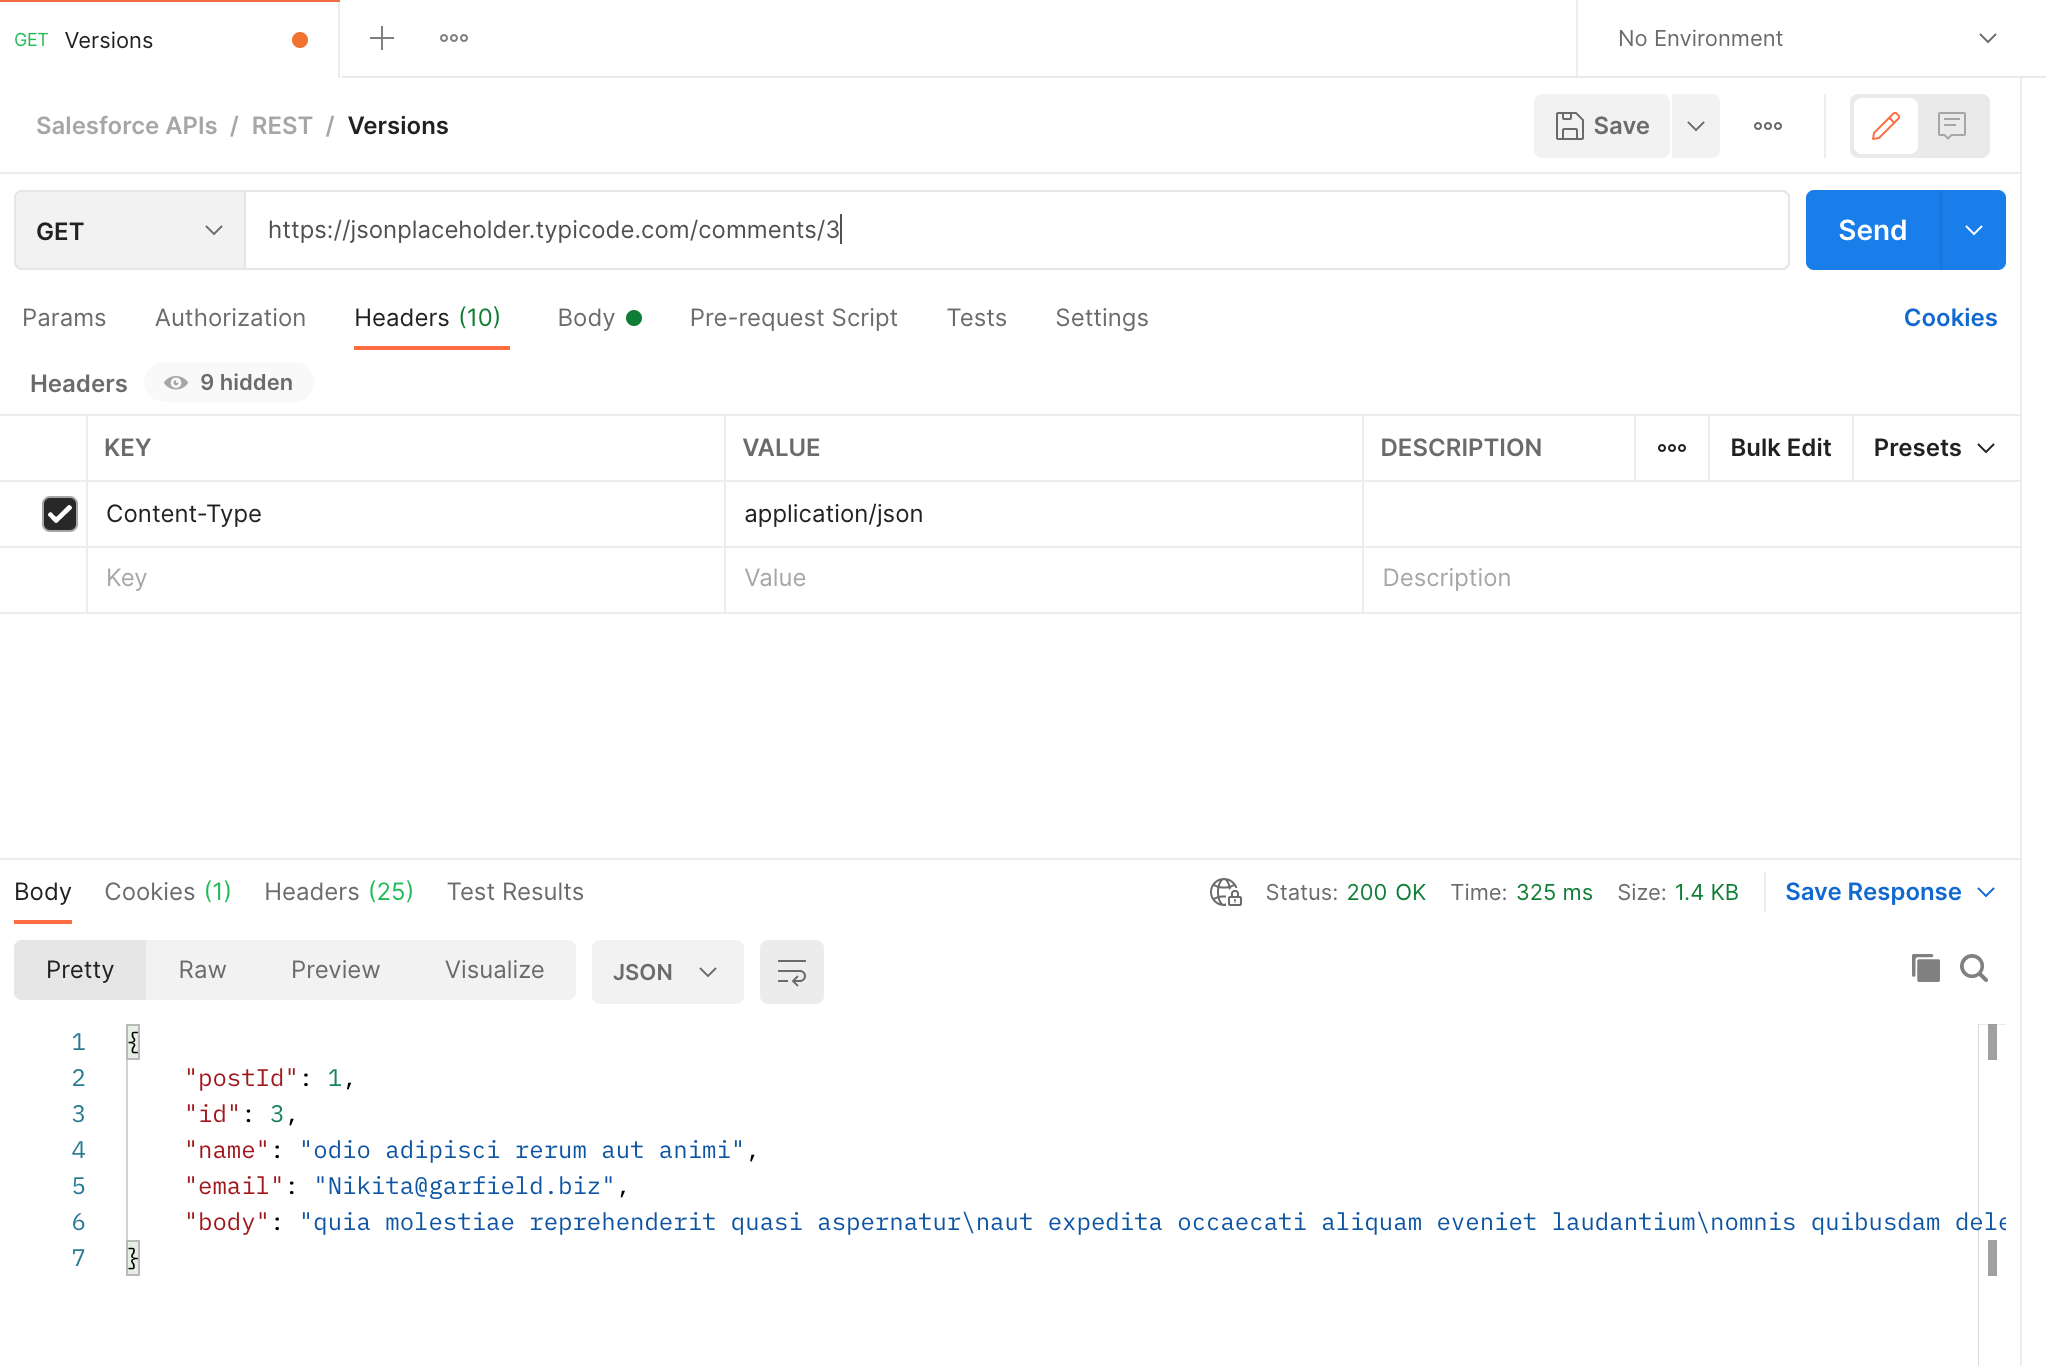 GET Versions
No Environment
Salesforce APIs / REST / Versions
Save
GET
https://jsonplaceholder.typicode.com/comments/3
Send
Params Authorization Headers (10) Body Pre-request Script Tests Settings Cookies
Headers 9 hidden
KEY VALUE DESCRIPTION Bulk Edit Presets
Content-Type application/json
Key Value Description
Body Cookies (1) Headers (25) Test Results Status: 200 OK Time: 325 ms Size: 1.4 KB Save Response
Pretty Raw Preview Visualize JSON
1 {
2 "postId": 1,
3 "id": 3,
4 "name": "odio adipisci rerum aut animi",
5 "email": "Nikita@garfield.biz",
6 "body": "quia molestiae reprehenderit quasi aspernatur\naut expedita occaecati aliquam eveniet laudantium\nomnis quibusdam dele
7 }